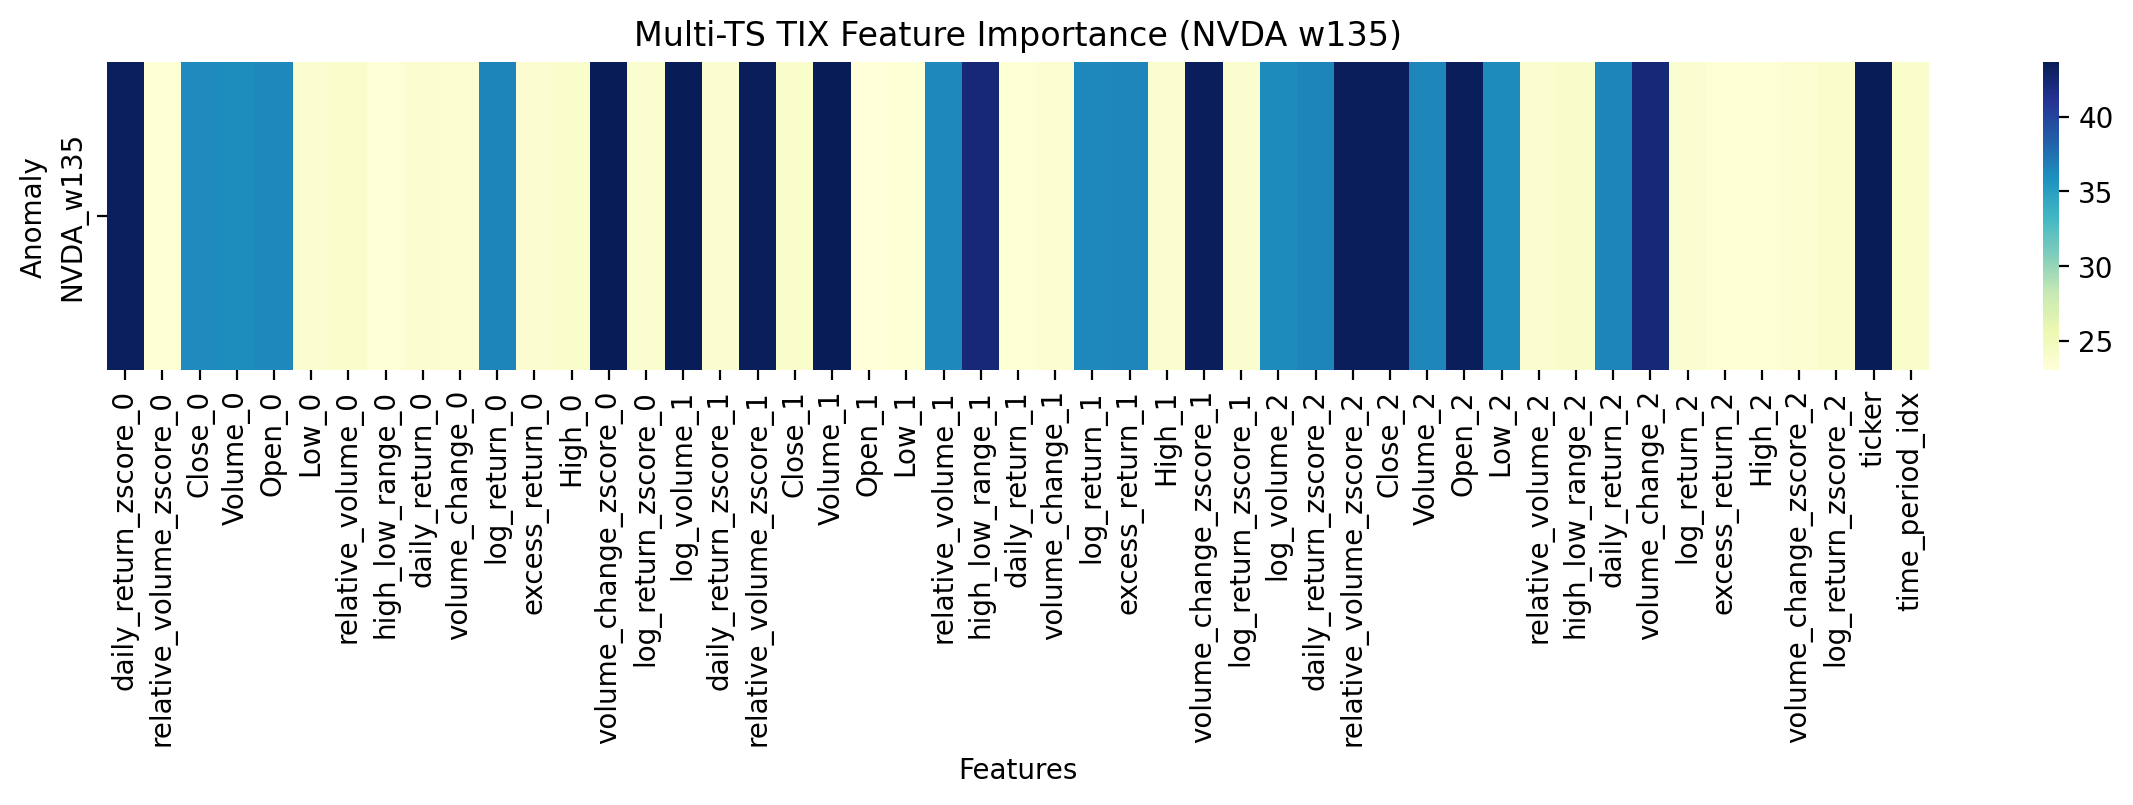 Multi-TS TIX Feature Importance (NVDA w135)
Anomaly
NVDA_w135
40
35
30
25
daily_return_zscore_0
relative_volume_zscore_0
Close_0
Volume_0
Open_0
Low_0
relative_volume_0
high_low_range_0
daily_return_0
volume_change_0
log_return_0
excess_return_0
High_0
volume_change_zscore_0
log_return_zscore_0
log_volume_1
daily_return_zscore_1
relative_volume_zscore_1
Close_1
Volume_1
Open_1
Low_1
relative_volume_1
high_low_range_1
daily_return_1
volume_change_1
log_return_1
excess_return_1
High_1
volume_change_zscore_1
log_return_zscore_1
log_volume_2
daily_return_zscore_2
relative_volume_zscore_2
Close_2
Volume_2
Open_2
Low_2
relative_volume_2
high_low_range_2
daily_return_2
volume_change_2
log_return_2
excess_return_2
High_2
volume_change_zscore_2
log_return_zscore_2
ticker
time_period_idx
Features